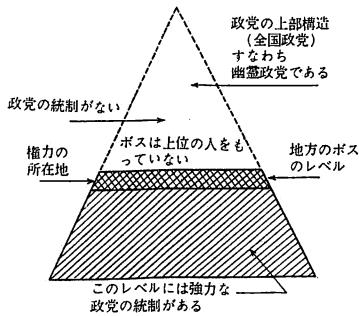 政党の上部構造
(全国政党)
すなわち
幽霊政党である
政党の統制がない
ボスは上位の人をも
っていない
権力の
所在地
地方のボス
のレベル
このレベルには強力な
政党の統制がある